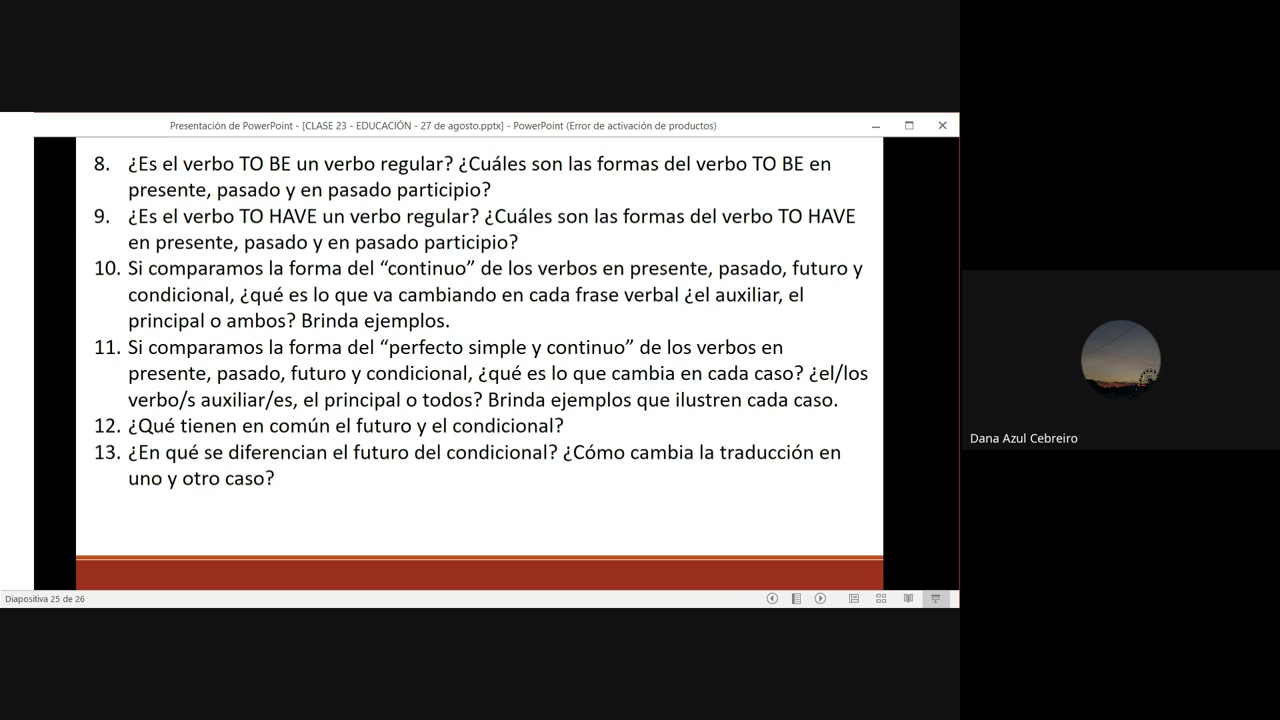 Presentación de PowerPoint - [CLASE 23 - EDUCACIÓN - 27 de agosto.pptx] - PowerPoint (Error de activación de productos)
8. ¿Es el verbo TO BE un verbo regular? ¿Cuáles son las formas del verbo TO BE en
presente, pasado y en pasado participio?
9. ¿Es el verbo TO HAVE un verbo regular? ¿Cuáles son las formas del verbo TO HAVE
en presente, pasado y en pasado participio?
10. Si comparamos la forma del “continuo” de los verbos en presente, pasado, futuro y
condicional, ¿qué es lo que va cambiando en cada frase verbal ¿el auxiliar, el
principal o ambos? Brinda ejemplos.
11. Si comparamos la forma del “perfecto simple y continuo” de los verbos en
presente, pasado, futuro y condicional, ¿qué es lo que cambia en cada caso? ¿el/los
verbo/s auxiliar/es, el principal o todos? Brinda ejemplos que ilustren cada caso.
12. ¿Qué tienen en común el futuro y el condicional?
13. ¿En qué se diferencian el futuro del condicional? ¿Cómo cambia la traducción en
uno y otro caso?
Diapositiva 25 de 26
Dana Azul Cebreiro